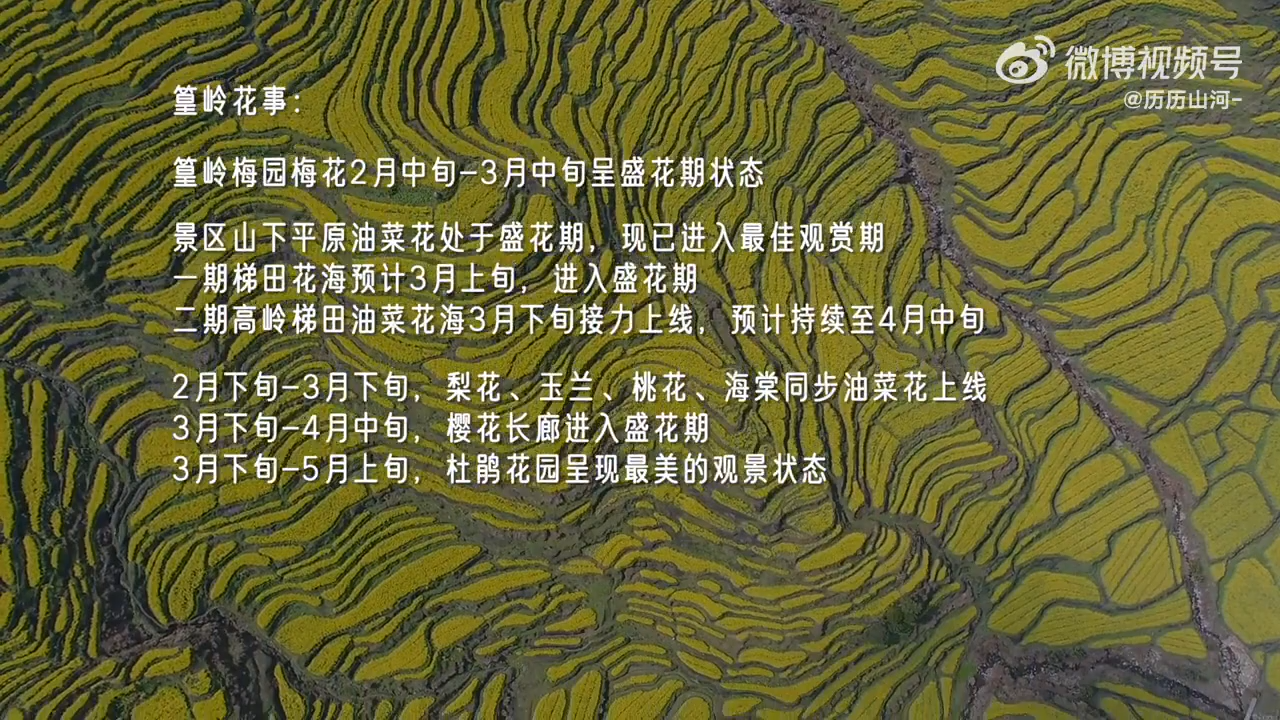 微博视频号
@历历山河-
篁岭花事：
篁岭梅园梅花2月中旬-3月中旬呈盛花期状态
景区山下平原油菜花处于盛花期，现已进入最佳观赏期
一期梯田花海预计3月上旬，进入盛花期
二期高岭梯田油菜花海3月下旬接力上线，预计持续至4月中旬
2月下旬-3月下旬，梨花、玉兰、桃花、海棠同步油菜花上线
3月下旬-4月中旬，樱花长廊进入盛花期
3月下旬-5月上旬，杜鹃花园呈现最美的观景状态